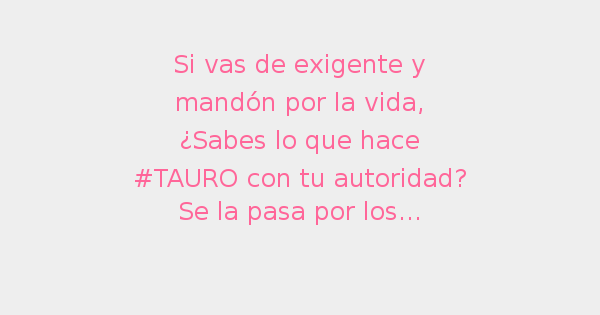 Si vas de exigente y
mandón por la vida,
¿Sabes lo que hace
#TAURO con tu autoridad?
Se la pasa por los...